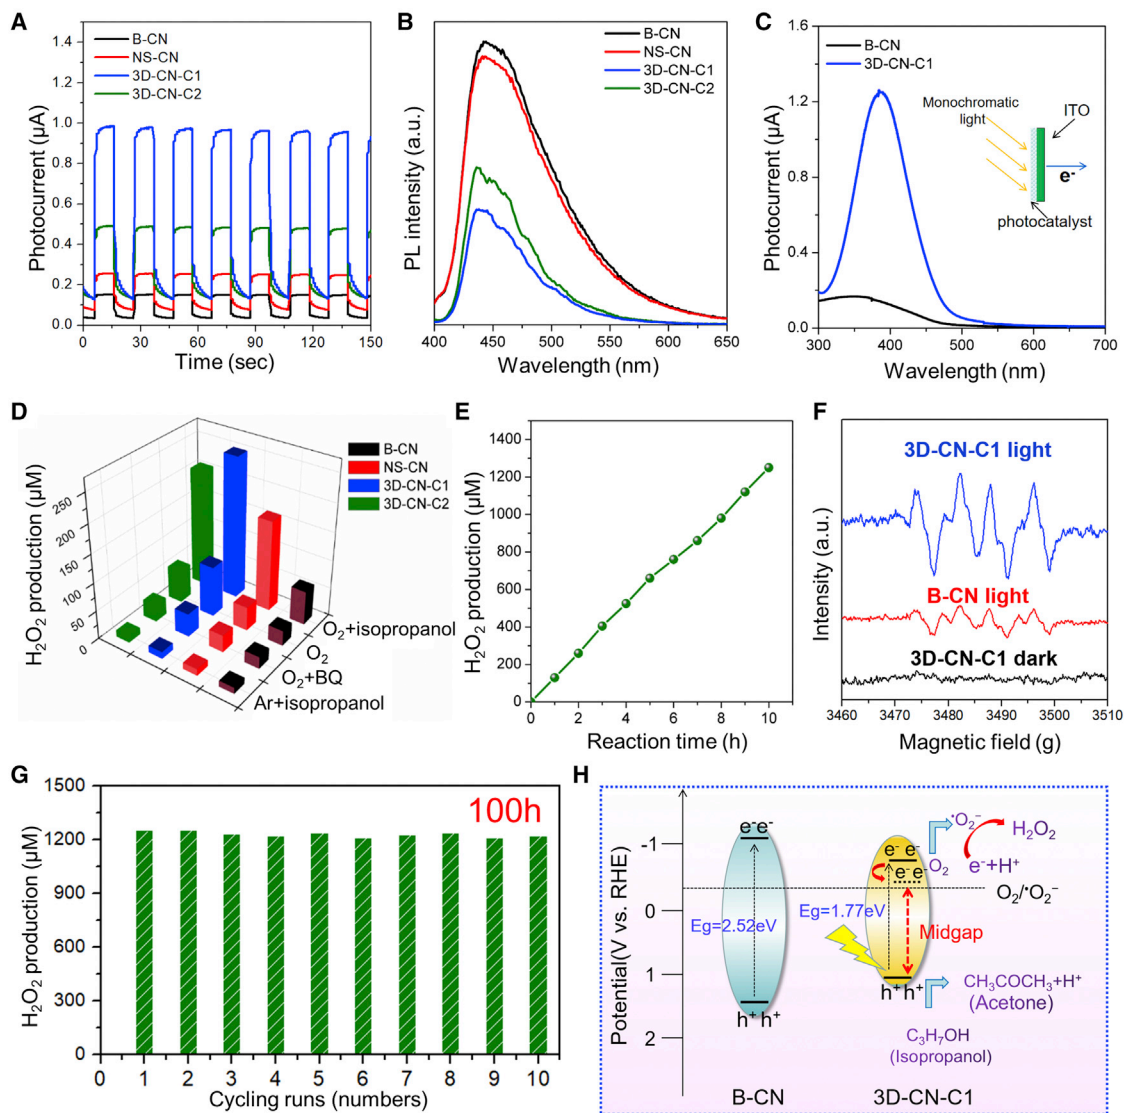 A
B-CN
NS-CN
3D-CN-C1
3D-CN-C2
Photocurrent (μA)
1.4
1.2
1.0
0.8
0.6
0.4
0.2
0.0
0 30 60 90 120 150
Time (sec)
B
B-CN
NS-CN
3D-CN-C1
3D-CN-C2
PL intensity (a.u.)
400 450 500 550 600 650
Wavelength (nm)
C
B-CN
3D-CN-C1
Photocurrent (μA)
1.6
1.2
0.8
0.4
0.0
Monochromatic
light
ITO
e-
photocatalyst
300 400 500 600 700
Wavelength (nm)
D
B-CN
NS-CN
3D-CN-C1
3D-CN-C2
H2O2 production (μM)
250
200
150
100
50
0
O2+isopropanol
O2
O2+BQ
Ar+isopropanol
E
H2O2 production (μM)
1400
1200
1000
800
600
400
200
0
0 2 4 6 8 10
Reaction time (h)
F
3D-CN-C1 light
B-CN light
3D-CN-C1 dark
Intensity (a.u.)
3460 3470 3480 3490 3500 3510
Magnetic field (g)
G
100h
H2O2 production (μM)
1500
1200
900
600
300
0
0 1 2 3 4 5 6 7 8 9 10
Cycling runs (numbers)
H
Potential(V vs. RHE)
-1
0
1
2
e-e-
Eg=2.52eV
h+ h+
B-CN
e- e-
e- e-
Eg=1.77eV
h+ h+
3D-CN-C1
O2
•O2−
H2O2
e-+H+
O2/•O2−
Midgap
CH3COCH3+H+
(Acetone)
C3H7OH
(Isopropanol)